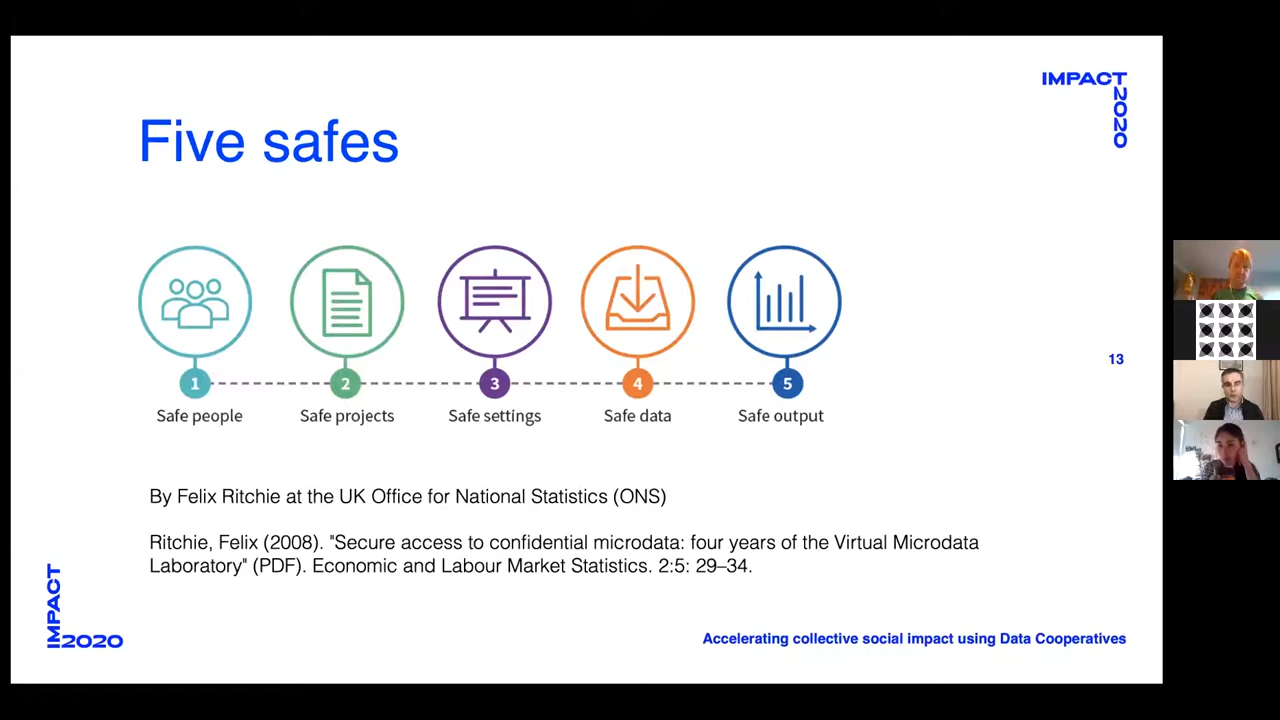 IMPACT
2020
Five safes
1
2
3
4
5
Safe people
Safe projects
Safe settings
Safe data
Safe output
13
By Felix Ritchie at the UK Office for National Statistics (ONS)
Ritchie, Felix (2008). "Secure access to confidential microdata: four years of the Virtual Microdata
Laboratory" (PDF). Economic and Labour Market Statistics. 2:5: 29–34.
IMPACT
2020
Accelerating collective social impact using Data Cooperatives